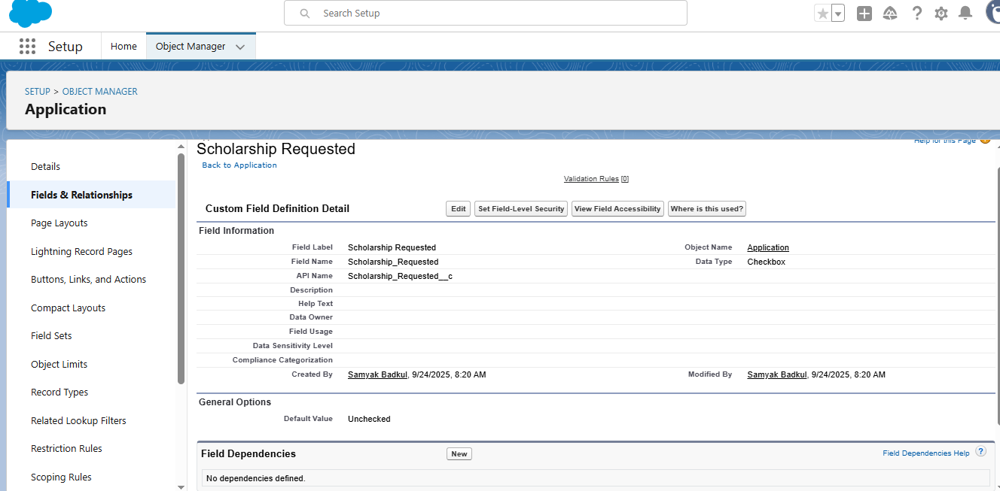 Search Setup
Setup
Home
Object Manager
SETUP > OBJECT MANAGER
Application
Details
Fields & Relationships
Page Layouts
Lightning Record Pages
Buttons, Links, and Actions
Compact Layouts
Field Sets
Object Limits
Record Types
Related Lookup Filters
Restriction Rules
Scoping Rules
Help for this Page
Scholarship Requested
Back to Application
Validation Rules [0]
Custom Field Definition Detail
Edit
Set Field-Level Security
View Field Accessibility
Where is this used?
Field Information
Field Label Scholarship Requested Object Name Application
Field Name Scholarship_Requested Data Type Checkbox
API Name Scholarship_Requested__c
Description
Help Text
Data Owner
Field Usage
Data Sensitivity Level
Compliance Categorization
Created By Samyak Badkul, 9/24/2025, 8:20 AM Modified By Samyak Badkul, 9/24/2025, 8:20 AM
General Options
Default Value Unchecked
Field Dependencies New Field Dependencies Help ?
No dependencies defined.